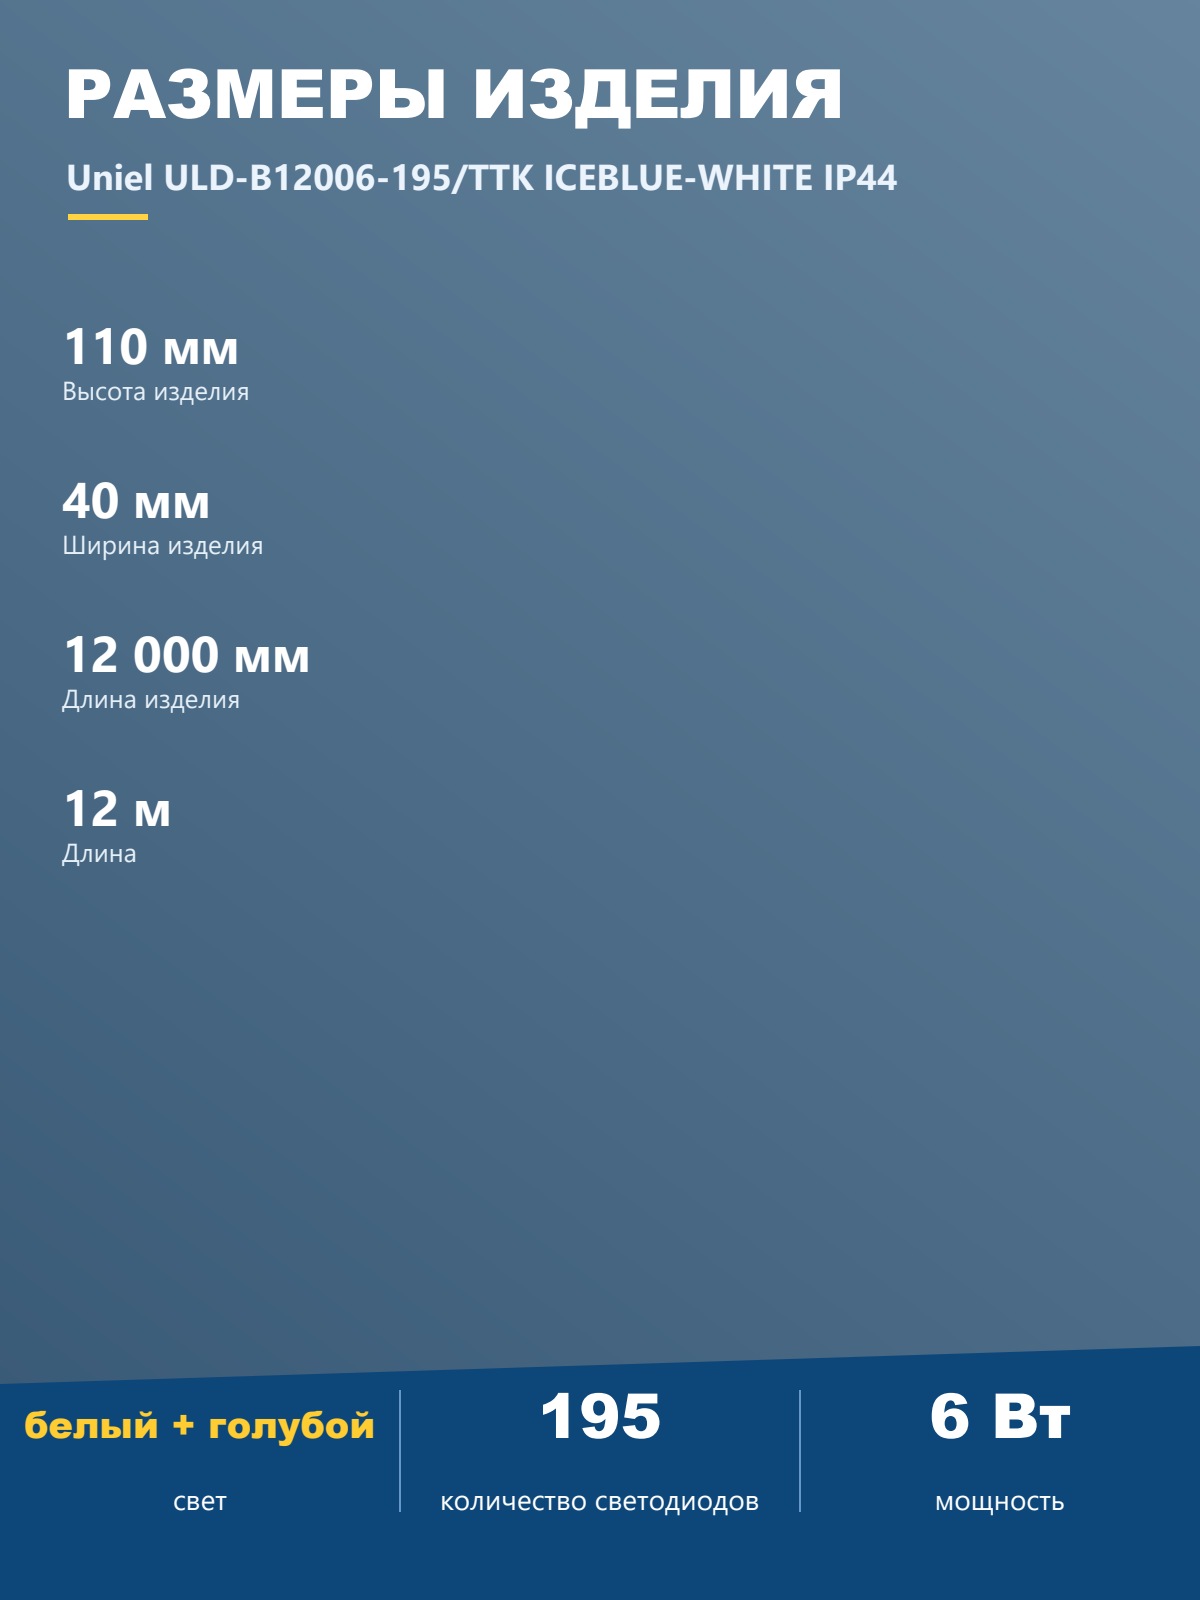 РАЗМЕРЫ ИЗДЕЛИЯ
Uniel ULD-B12006-195/TTK ICEBLUE-WHITE IP44
110 мм
Высота изделия
40 мм
Ширина изделия
12 000 мм
Длина изделия
12 м
Длина
белый + голубой
свет
195
количество светодиодов
6 Вт
мощность